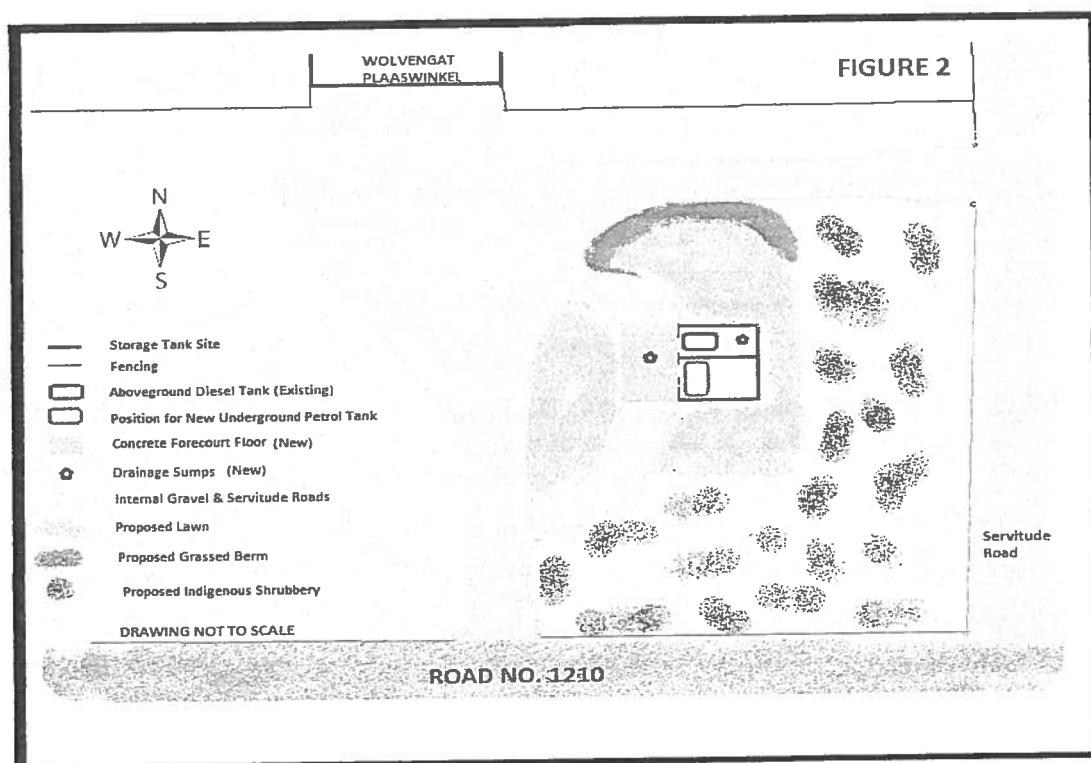 WOLVENGAT
PLAASWINKEL
FIGURE 2
N
W E
S
Storage Tank Site
Fencing
Aboveground Diesel Tank (Existing)
Position for New Underground Petrol Tank
Concrete Forecourt Floor (New)
Drainage Sumps (New)
Internal Gravel & Servitude Roads
Proposed Lawn
Proposed Grassed Berm
Proposed Indigenous Shrubbery
DRAWING NOT TO SCALE
Servitude
Road
ROAD NO. 1210